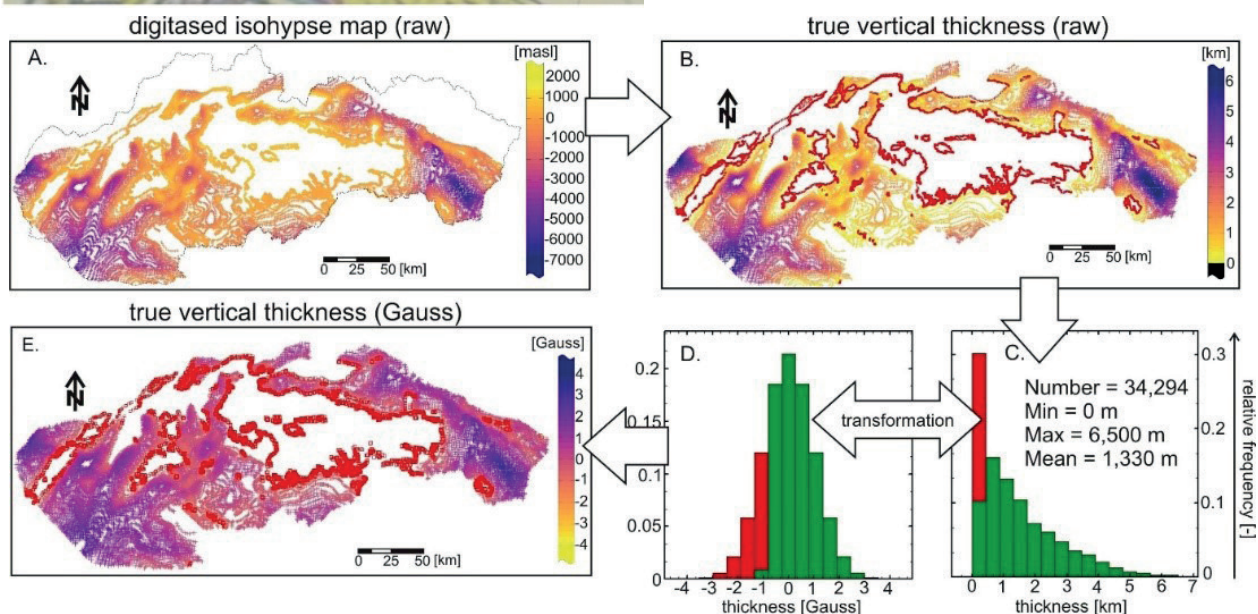 digitased isohypse map (raw)
A.
[masl]
2000
1000
0
-1000
-2000
-3000
-4000
-5000
-6000
-7000
N
0 25 50 [km]
true vertical thickness (raw)
B.
[km]
6
5
4
3
2
1
0
N
0 25 50 [km]
true vertical thickness (Gauss)
E.
[Gauss]
4
3
2
1
0
-1
-2
-3
-4
N
0 25 50 [km]
D.
0.2
0.15
0.1
0.05
0
-4 -3 -2 -1 0 1 2 3 4
thickness [Gauss]
transformation
C.
Number = 34,294
Min = 0 m
Max = 6,500 m
Mean = 1,330 m
0.3
0.2
0.1
0
relative frequency [-]
0 1 2 3 4 5 6 7
thickness [km]